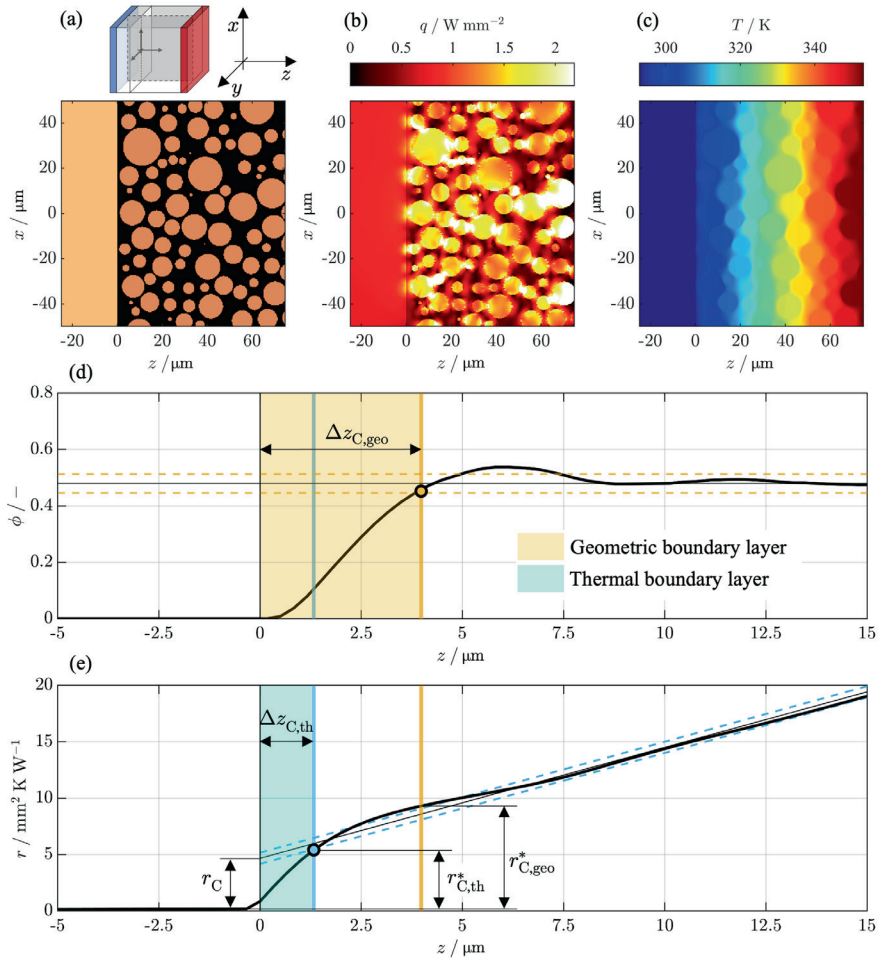 (a)
x
y
z
x / μm
40
20
0
-20
-40
-20 0 20 40 60
z / μm
(b)
q / W mm⁻²
0 0.5 1 1.5 2
x / μm
40
20
0
-20
-40
-20 0 20 40 60
z / μm
(c)
T / K
300 320 340
x / μm
40
20
0
-20
-40
-20 0 20 40 60
z / μm
(d)
ϕ / –
0.8
0.6
0.4
0.2
0
Δz_C,geo
Geometric boundary layer
Thermal boundary layer
-5 -2.5 0 2.5 5 7.5 10 12.5 15
z / μm
(e)
r / mm² K W⁻¹
20
15
10
5
0
Δz_C,th
r_C
r*_C,th
r*_C,geo
-5 -2.5 0 2.5 5 7.5 10 12.5 15
z / μm